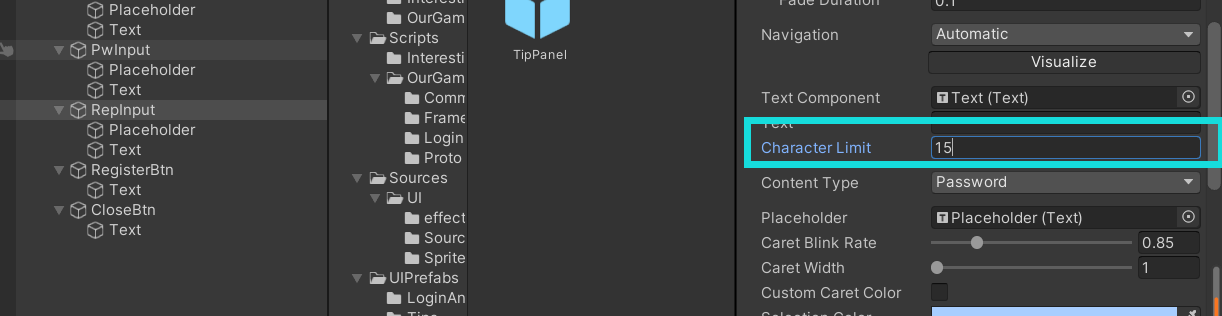 Placeholder
Text
PwInput
Placeholder
Text
RepInput
Placeholder
Text
RegisterBtn
Text
CloseBtn
Text
OurGam
Scripts
Interesti
OurGam
Comm
Frame
Login
Proto
Sources
UI
effect
Sourc
Sprite
UIPrefabs
LoginAn
TipPanel
Fade Duration
0.1
Navigation
Automatic
Visualize
Text Component
Text (Text)
Text
Character Limit
15
Content Type
Password
Placeholder
Placeholder (Text)
Caret Blink Rate
0.85
Caret Width
1
Custom Caret Color
Selection Color